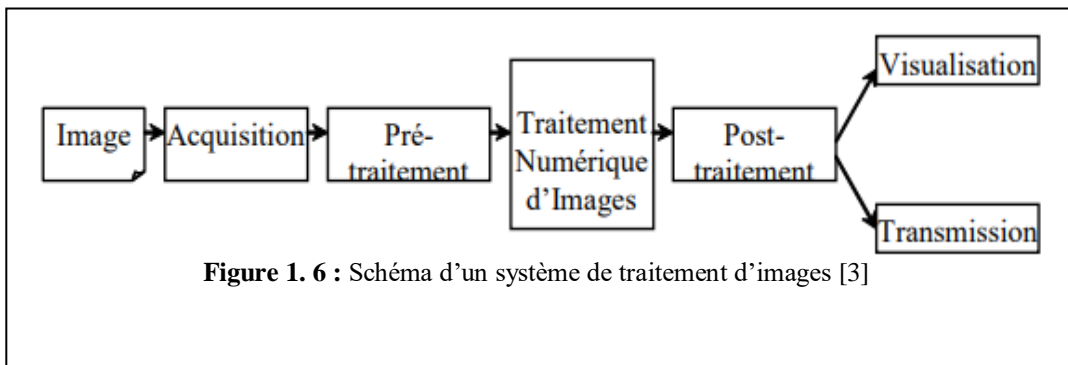 Image
Acquisition
Pré-
traitement
Traitement
Numérique
d’Images
Post-
traitement
Visualisation
Transmission
Figure 1. 6 : Schéma d’un système de traitement d’images [3]